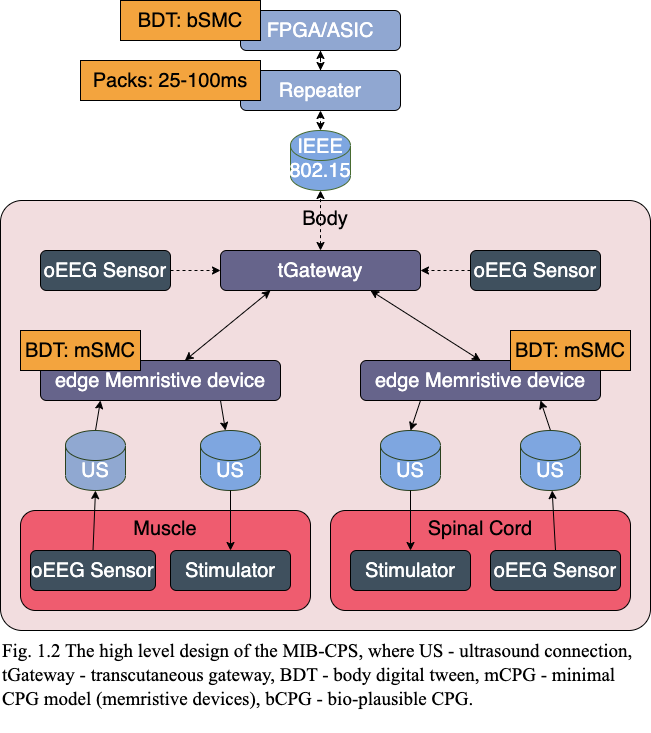 BDT: bSMC
FPGA/ASIC
Packs: 25-100ms
Repeater
IEEE
802.15
Body
oEEG Sensor
tGateway
oEEG Sensor
BDT: mSMC
BDT: mSMC
edge Memristive device
edge Memristive device
US
US
US
US
Muscle
Spinal Cord
oEEG Sensor
Stimulator
Stimulator
oEEG Sensor
Fig. 1.2 The high level design of the MIB-CPS, where US - ultrasound connection,
tGateway - transcutaneous gateway, BDT - body digital tween, mCPG - minimal
CPG model (memristive devices), bCPG - bio-plausible CPG.